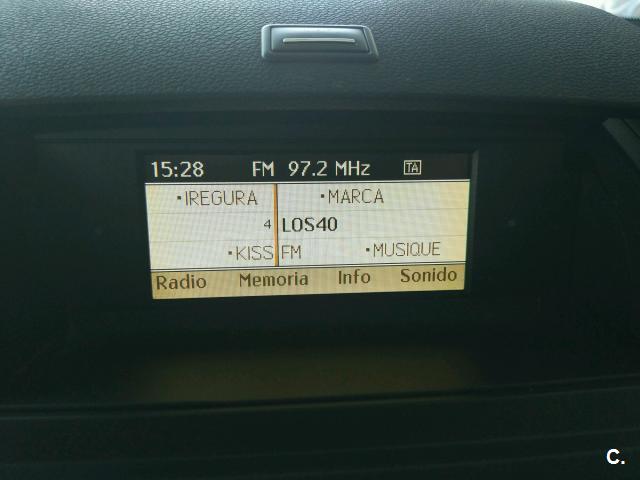 15:28 FM 97.2 MHz TA
•IREGURA •MARCA
4 LOS40
•KISS FM •MUSIQUE
Radio Memoria Info Sonido
C.